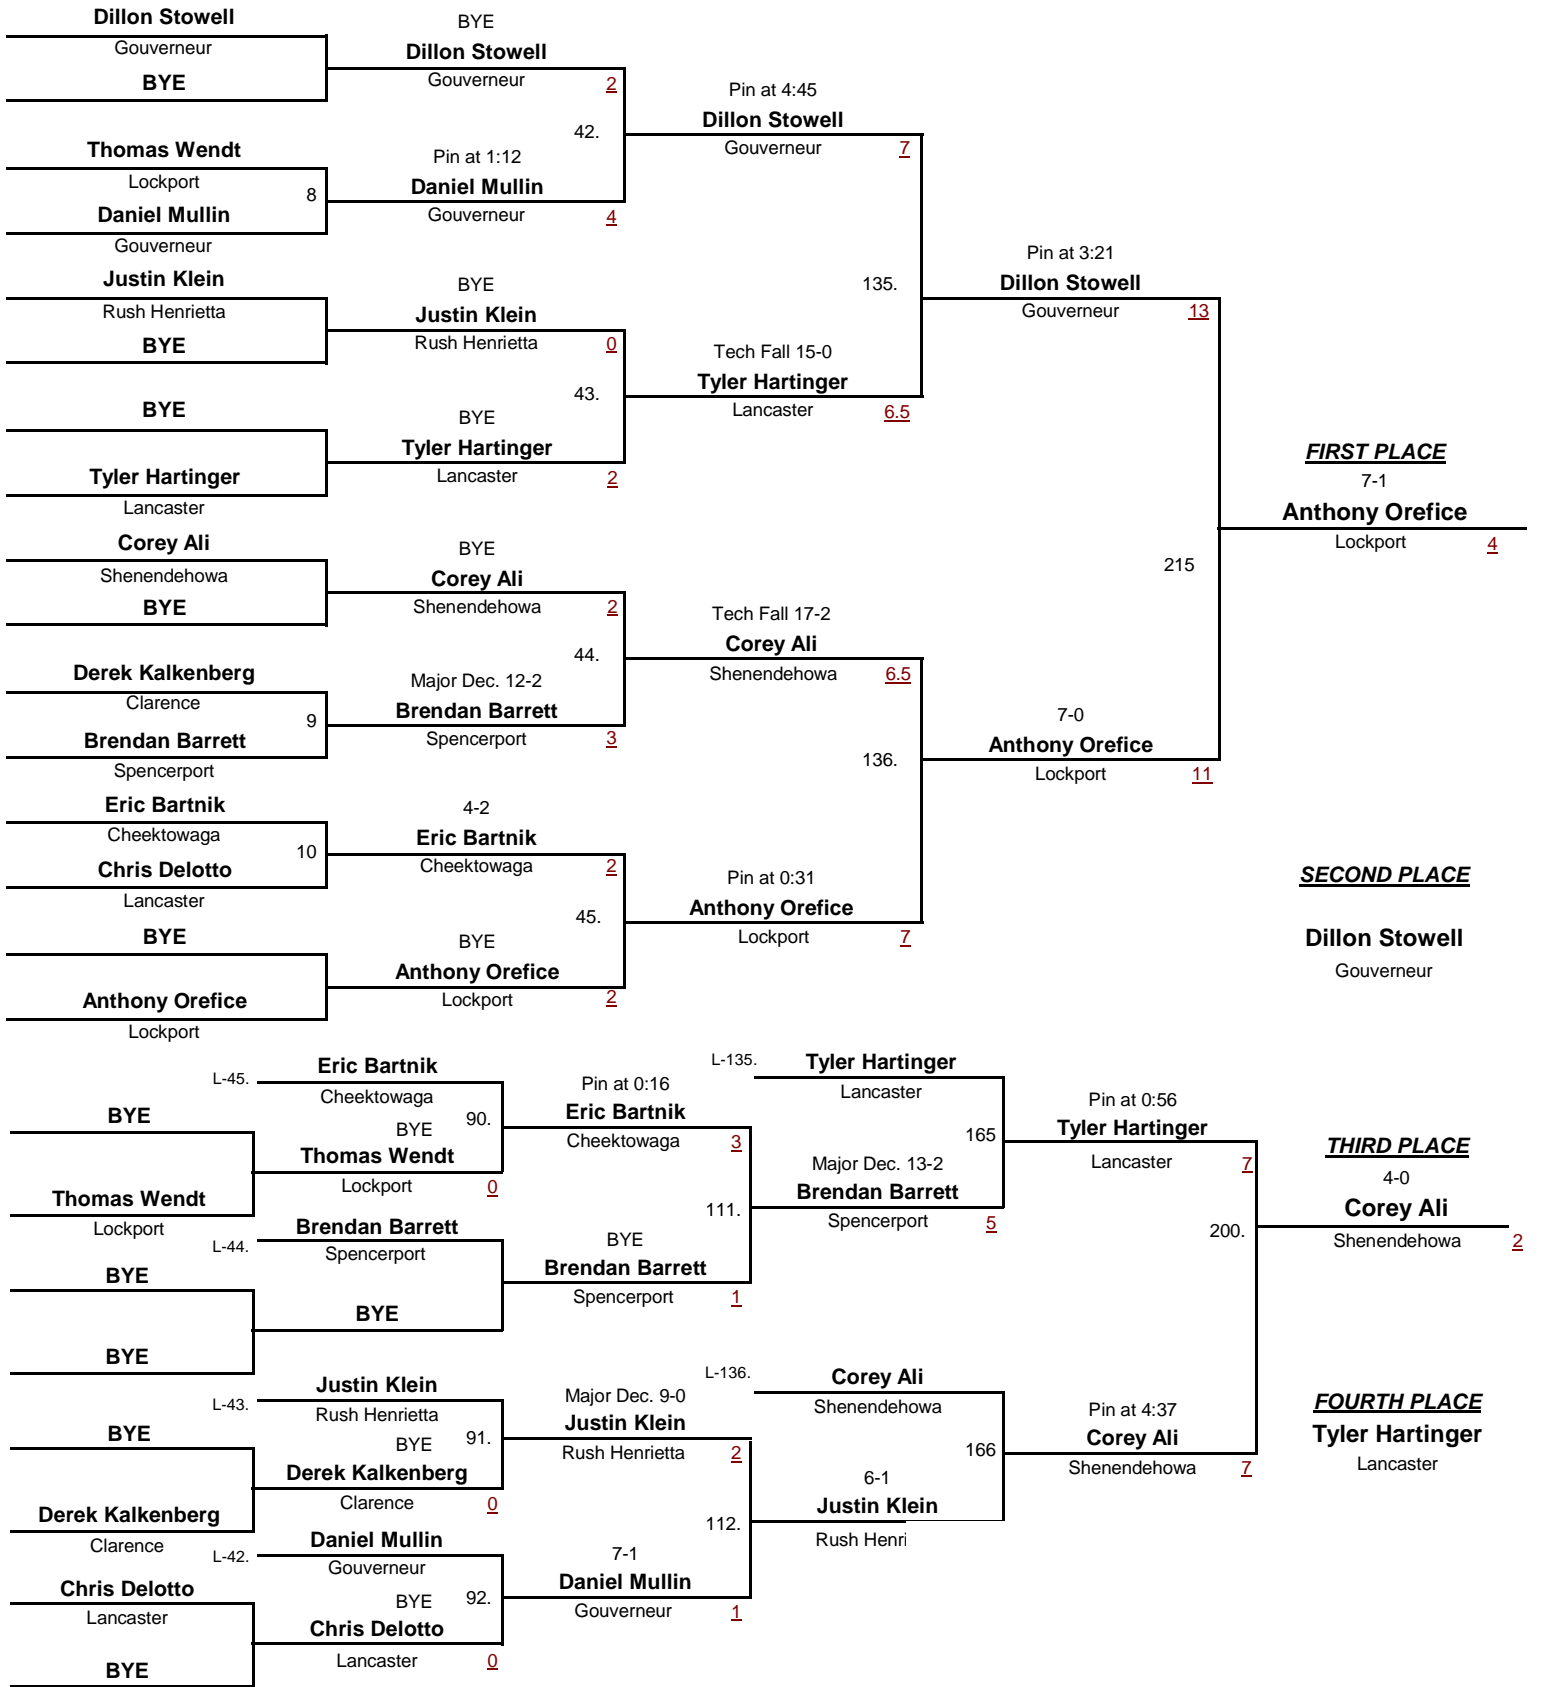 Dillon Stowell
Gouverneur
BYE
Thomas Wendt
Lockport
8
Daniel Mullin
Gouverneur
Justin Klein
Rush Henrietta
BYE
BYE
Tyler Hartinger
Lancaster
Corey Ali
Shenendehowa
BYE
Derek Kalkenberg
Clarence
9
Brendan Barrett
Spencerport
Eric Bartnik
Cheektowaga
10
Chris Delotto
Lancaster
BYE
Anthony Orefice
Lockport
BYE
Dillon Stowell
Gouverneur 2
42.
Pin at 1:12
Daniel Mullin
Gouverneur 4
BYE
Justin Klein
Rush Henrietta 0
43.
BYE
Tyler Hartinger
Lancaster 2
BYE
Corey Ali
Shenendehowa 2
44.
Major Dec. 12-2
Brendan Barrett
Spencerport 3
4-2
Eric Bartnik
Cheektowaga 2
45.
BYE
Anthony Orefice
Lockport 2
Pin at 4:45
Dillon Stowell
Gouverneur 7
135.
Tech Fall 15-0
Tyler Hartinger
Lancaster 6.5
Tech Fall 17-2
Corey Ali
Shenendehowa 6.5
136.
Pin at 0:31
Anthony Orefice
Lockport 7
Pin at 3:21
Dillon Stowell
Gouverneur 13
215
7-0
Anthony Orefice
Lockport 11
FIRST PLACE
7-1
Anthony Orefice
Lockport 4
SECOND PLACE
Dillon Stowell
Gouverneur
BYE
Thomas Wendt
Lockport
BYE
BYE
BYE
Derek Kalkenberg
Clarence
Chris Delotto
Lancaster
BYE
L-45. Eric Bartnik
Cheektowaga
90.
BYE
Thomas Wendt
Lockport 0
L-44. Brendan Barrett
Spencerport
BYE
L-43. Justin Klein
Rush Henrietta
91.
BYE
Derek Kalkenberg
Clarence 0
L-42. Daniel Mullin
Gouverneur
92.
BYE
Chris Delotto
Lancaster 0
Pin at 0:16
Eric Bartnik
Cheektowaga 3
111.
BYE
Brendan Barrett
Spencerport 1
Major Dec. 9-0
Justin Klein
Rush Henrietta 2
112.
7-1
Daniel Mullin
Gouverneur 1
L-135. Tyler Hartinger
Lancaster
165
Major Dec. 13-2
Brendan Barrett
Spencerport 5
L-136. Corey Ali
Shenendehowa
166
6-1
Justin Klein
Rush Henri
Pin at 0:56
Tyler Hartinger
Lancaster 7
200.
Pin at 4:37
Corey Ali
Shenendehowa 7
THIRD PLACE
4-0
Corey Ali
Shenendehowa 2
FOURTH PLACE
Tyler Hartinger
Lancaster